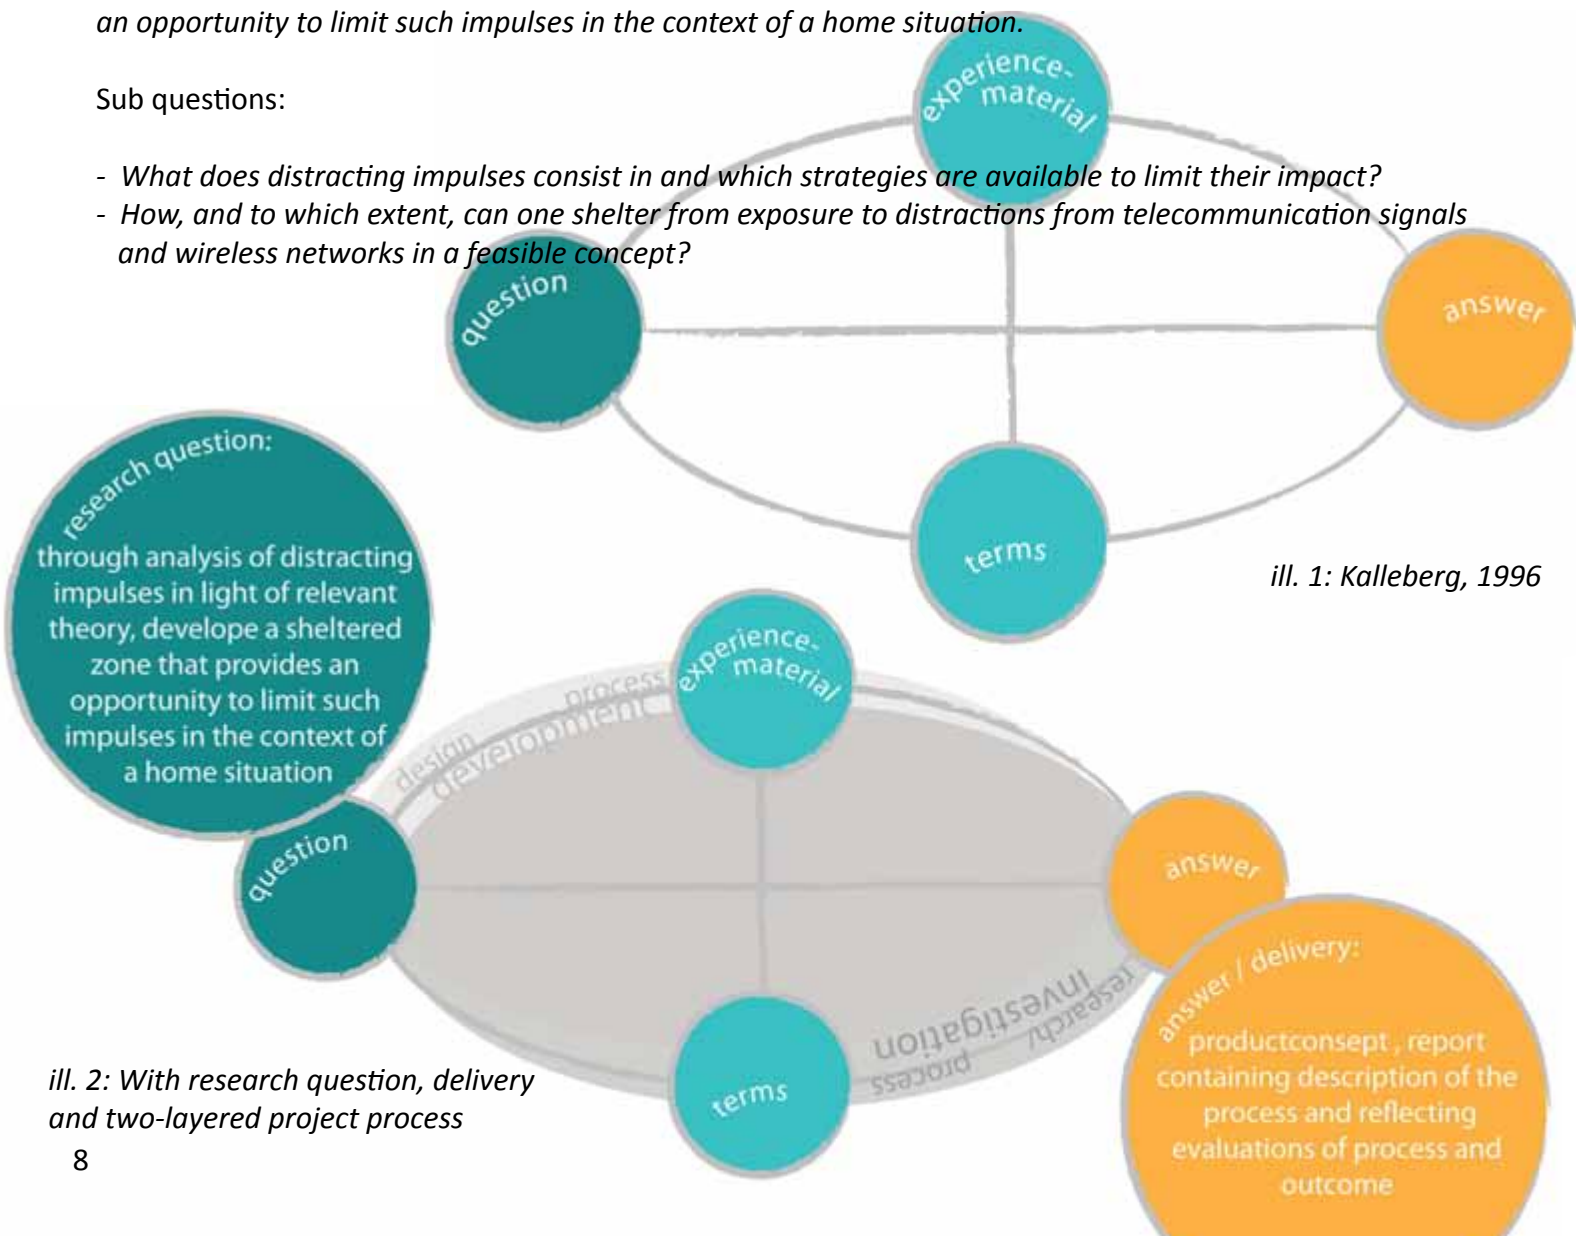 an opportunity to limit such impulses in the context of a home situation.
Sub questions:
- What does distracting impulses consist in and which strategies are available to limit their impact?
- How, and to which extent, can one shelter from exposure to distractions from telecommunication signals
and wireless networks in a feasible concept?
experience-
material
question
answer
terms
ill. 1: Kalleberg, 1996
research question:
through analysis of distracting
impulses in light of relevant
theory, develope a sheltered
zone that provides an
opportunity to limit such
impulses in the context of
a home situation
experience-
material
design process
development
question
answer
terms
research/ process
investigation
answer / delivery:
productconsept , report
containing description of the
process and reflecting
evaluations of process and
outcome
ill. 2: With research question, delivery
and two-layered project process
8